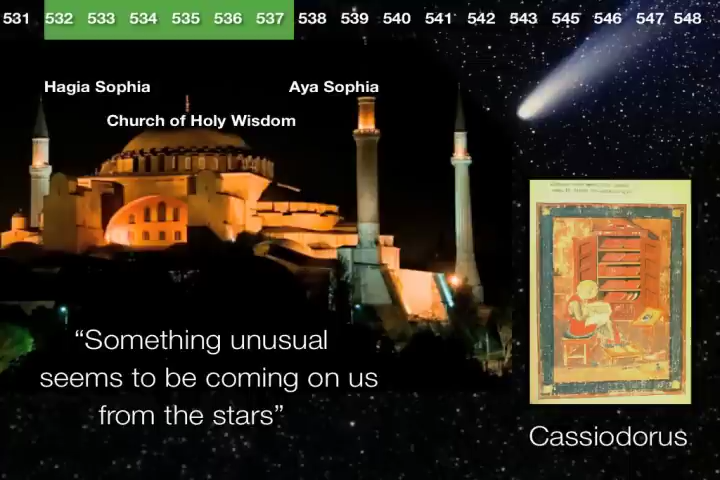 531 532 533 534 535 536 537 538 539 540 541 542 543 545 546 547 548
Hagia Sophia
Aya Sophia
Church of Holy Wisdom
“Something unusual
seems to be coming on us
from the stars”
Cassiodorus